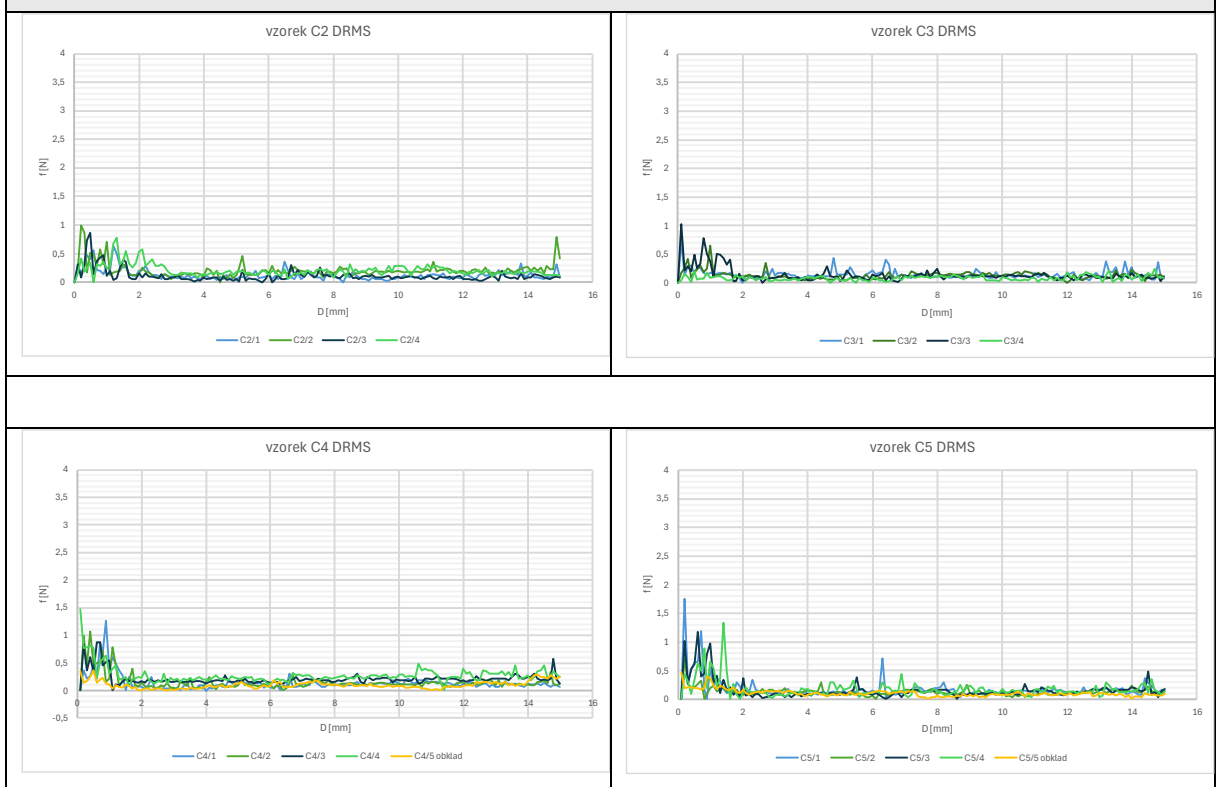 vzorek C2 DRMS
4
3,5
3
2,5
2
1,5
1
0,5
0
f [N]
0 2 4 6 8 10 12 14 16
D [mm]
C2/1 C2/2 C2/3 C2/4
vzorek C3 DRMS
4
3,5
3
2,5
2
1,5
1
0,5
0
f [N]
0 2 4 6 8 10 12 14 16
D [mm]
C3/1 C3/2 C3/3 C3/4
vzorek C4 DRMS
4
3,5
3
2,5
2
1,5
1
0,5
0
-0,5
f [N]
0 2 4 6 8 10 12 14 16
D [mm]
C4/1 C4/2 C4/3 C4/4 C4/5 obklad
vzorek C5 DRMS
4
3,5
3
2,5
2
1,5
1
0,5
0
f [N]
0 2 4 6 8 10 12 14 16
D [mm]
C5/1 C5/2 C5/3 C5/4 C5/5 obklad